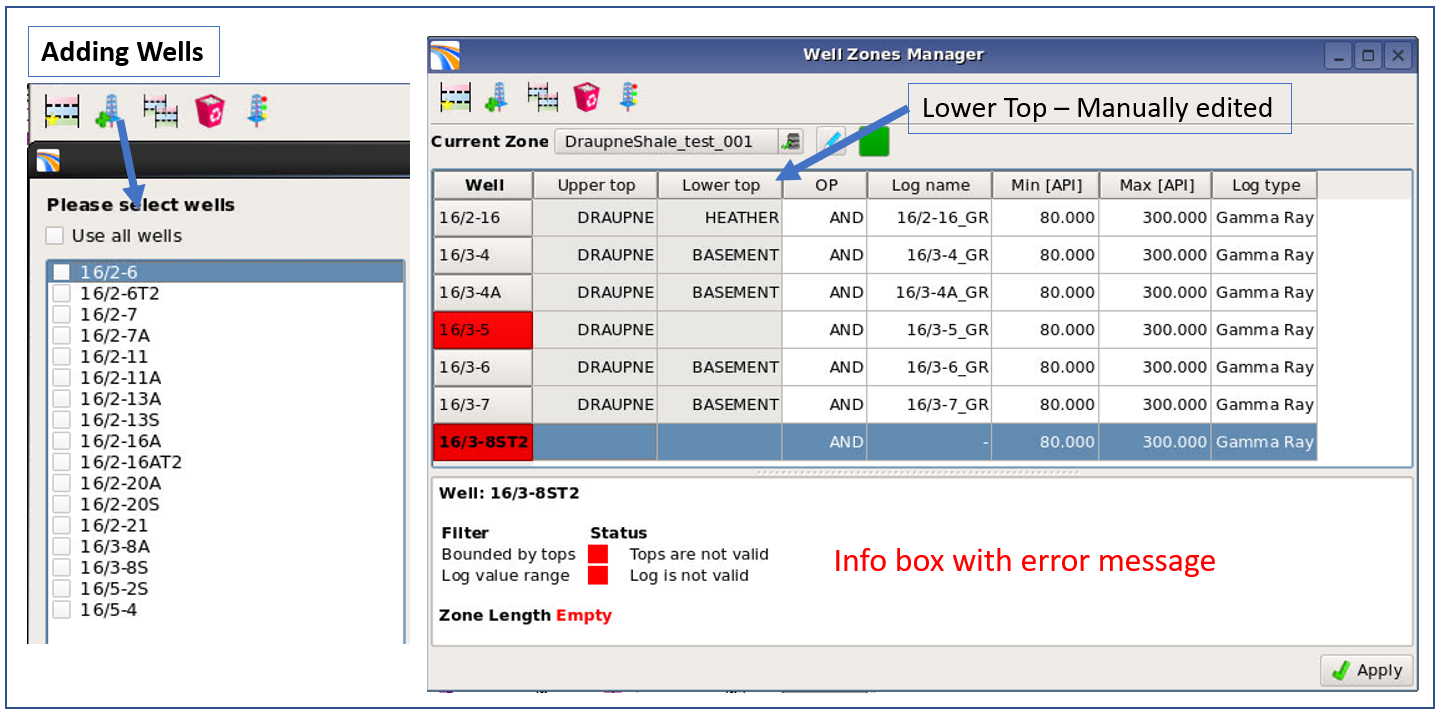 Adding Wells
Please select wells
Use all wells
16/2-6
16/2-6T2
16/2-7
16/2-7A
16/2-11
16/2-11A
16/2-13A
16/2-13S
16/2-16A
16/2-16AT2
16/2-20A
16/2-20S
16/2-21
16/3-8A
16/3-8S
16/5-2S
16/5-4
Well Zones Manager
Lower Top – Manually edited
Current Zone DraupneShale_test_001
Well Upper top Lower top OP Log name Min [API] Max [API] Log type
16/2-16 DRAUPNE HEATHER AND 16/2-16_GR 80.000 300.000 Gamma Ray
16/3-4 DRAUPNE BASEMENT AND 16/3-4_GR 80.000 300.000 Gamma Ray
16/3-4A DRAUPNE BASEMENT AND 16/3-4A_GR 80.000 300.000 Gamma Ray
16/3-5 DRAUPNE AND 16/3-5_GR 80.000 300.000 Gamma Ray
16/3-6 DRAUPNE BASEMENT AND 16/3-6_GR 80.000 300.000 Gamma Ray
16/3-7 DRAUPNE BASEMENT AND 16/3-7_GR 80.000 300.000 Gamma Ray
16/3-8ST2 AND - 80.000 300.000 Gamma Ray
Well: 16/3-8ST2
Filter Status
Bounded by tops Tops are not valid
Log value range Log is not valid
Info box with error message
Zone Length Empty
Apply